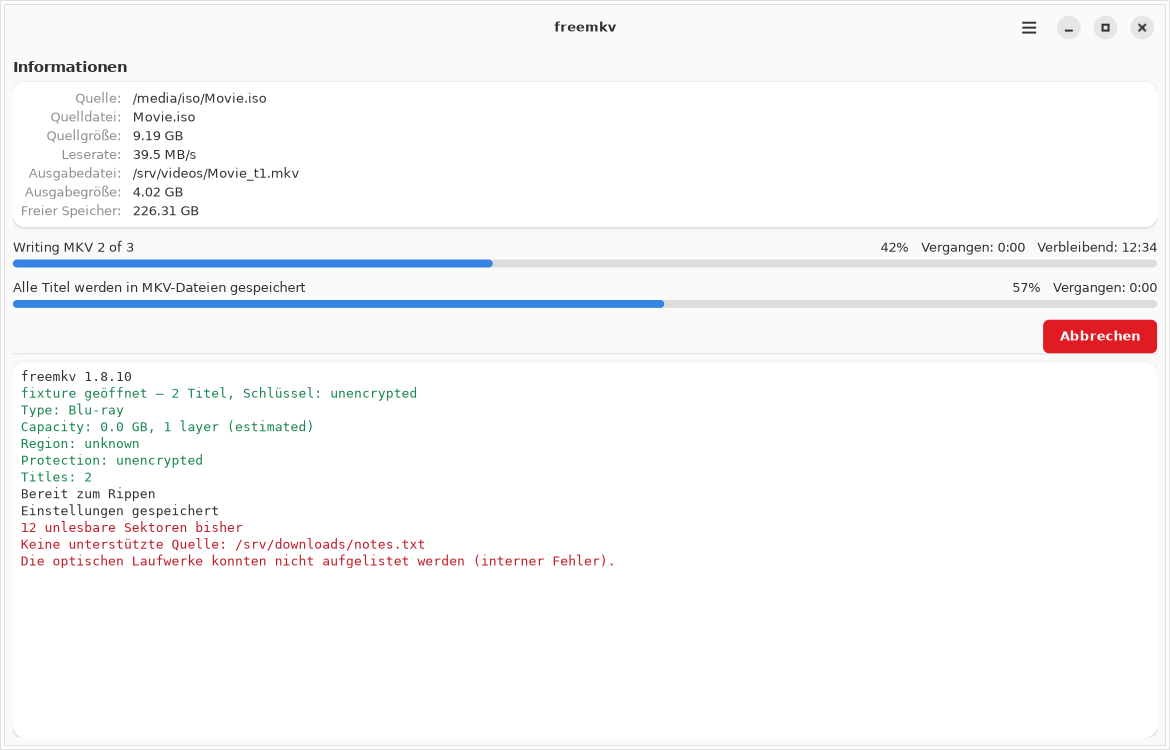 freemkv
Informationen
Quelle: /media/iso/Movie.iso
Quelldatei: Movie.iso
Quellgröße: 9.19 GB
Leserate: 39.5 MB/s
Ausgabedatei: /srv/videos/Movie_t1.mkv
Ausgabegröße: 4.02 GB
Freier Speicher: 226.31 GB
Writing MKV 2 of 3 42% Vergangen: 0:00 Verbleibend: 12:34
Alle Titel werden in MKV-Dateien gespeichert 57% Vergangen: 0:00
Abbrechen
freemkv 1.8.10
fixture geöffnet — 2 Titel, Schlüssel: unencrypted
Type: Blu-ray
Capacity: 0.0 GB, 1 layer (estimated)
Region: unknown
Protection: unencrypted
Titles: 2
Bereit zum Rippen
Einstellungen gespeichert
12 unlesbare Sektoren bisher
Keine unterstützte Quelle: /srv/downloads/notes.txt
Die optischen Laufwerke konnten nicht aufgelistet werden (interner Fehler).